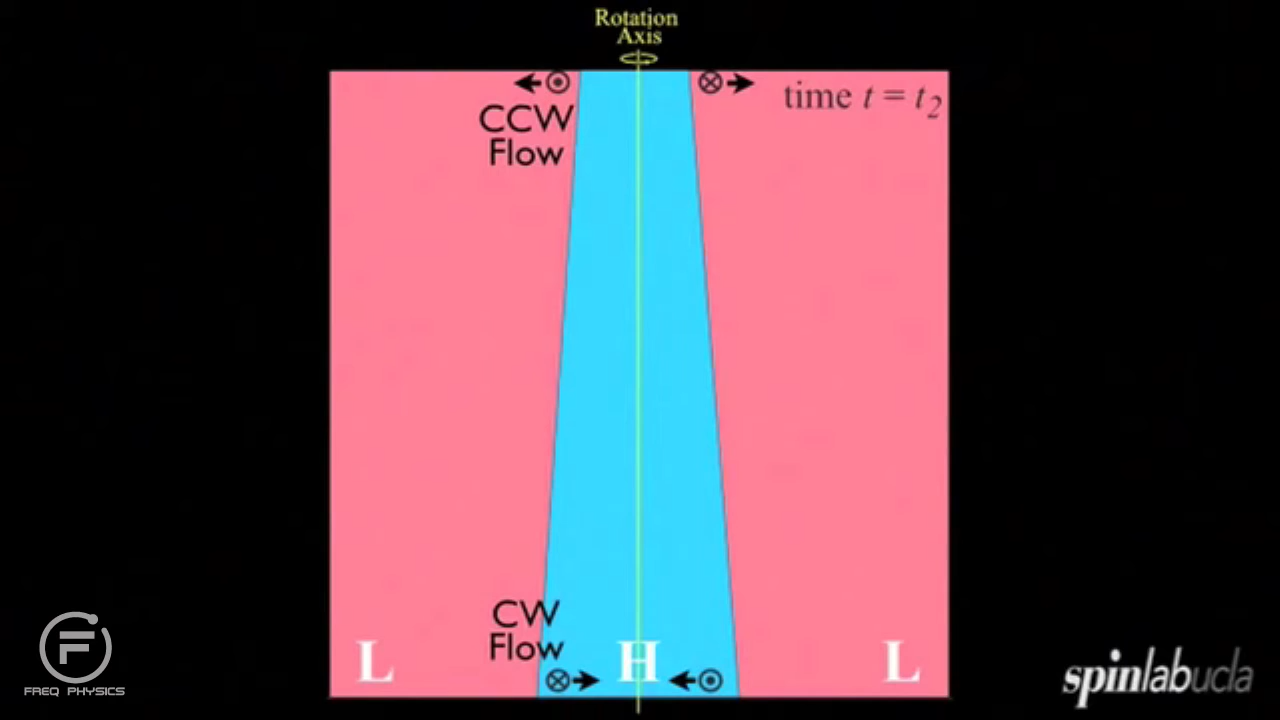 Rotation
Axis
time t = t2
CCW
Flow
CW
Flow
L
H
L
FREQ PHYSICS
spinlabucla